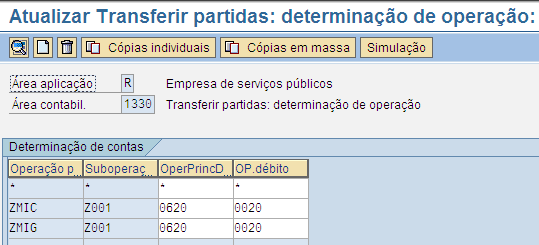 Atualizar Transferir partidas: determinação de operação:
Cópias individuais Cópias em massa Simulação
Área aplicação R Empresa de serviços públicos
Área contabil. 1330 Transferir partidas: determinação de operação
Determinação de contas
Operação p... Suboperaç... OperPrincD... OP.débito
* * * *
ZMIC Z001 0620 0020
ZMIG Z001 0620 0020